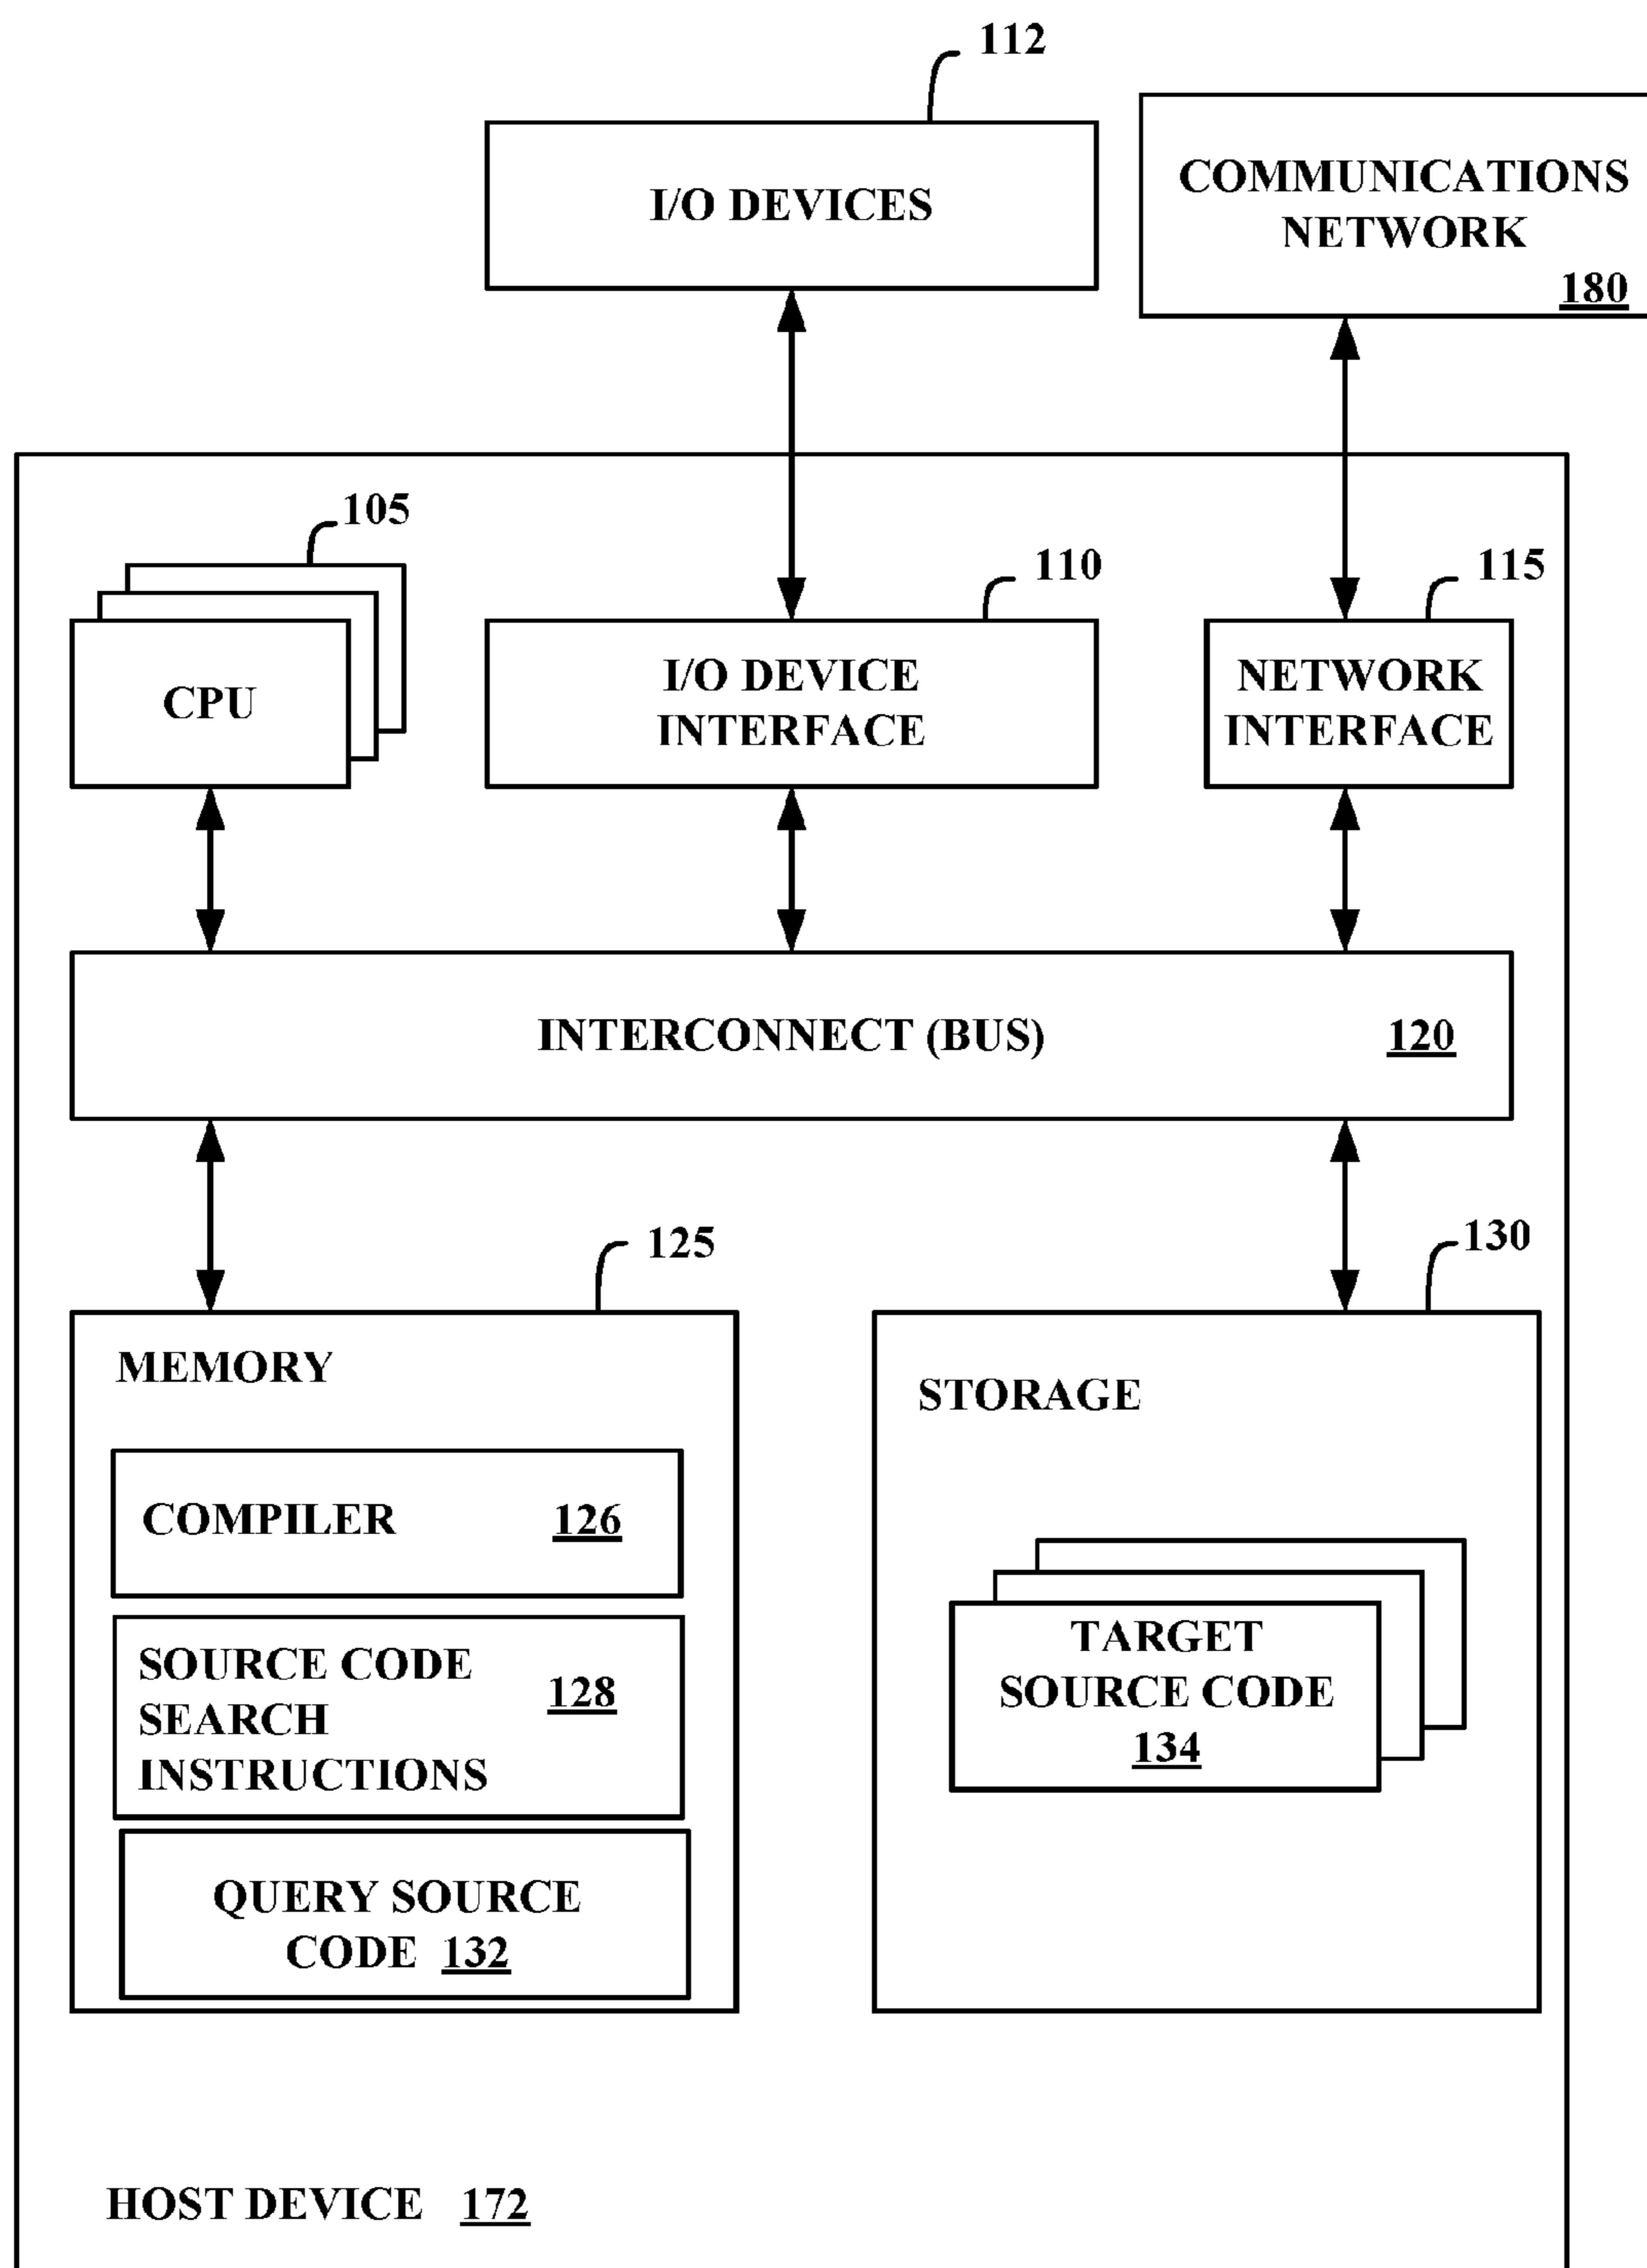 112
I/O DEVICES
COMMUNICATIONS
NETWORK
180
105
110
115
CPU
I/O DEVICE
INTERFACE
NETWORK
INTERFACE
INTERCONNECT (BUS) 120
125
130
MEMORY
STORAGE
COMPILER 126
SOURCE CODE
SEARCH
INSTRUCTIONS
128
QUERY SOURCE
CODE 132
TARGET
SOURCE CODE
134
HOST DEVICE 172